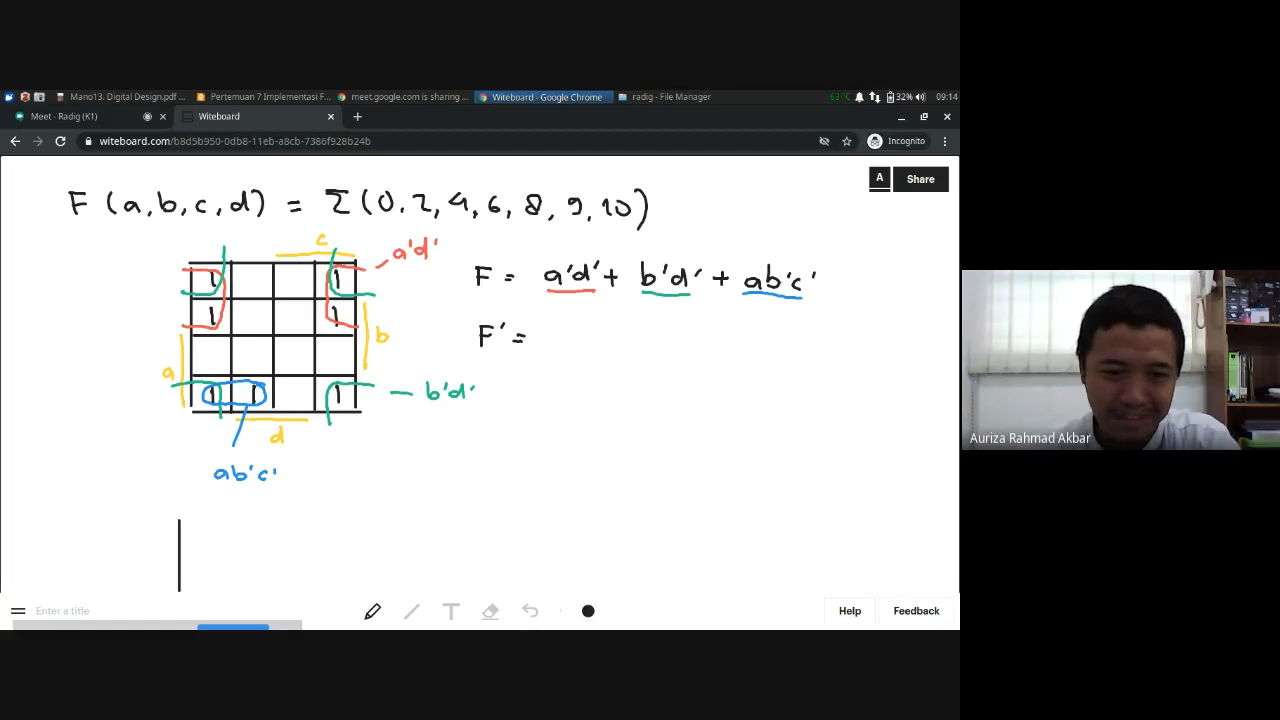 Mano13. Digital Design.pdf ...
Pertemuan 7 Implementasi F...
meet.google.com is sharing ...
Witeboard - Google Chrome
radig - File Manager
63 °C
32%
09:14
Meet - Radig (K1)
Witeboard
witeboard.com/b8d5b950-0db8-11eb-a8cb-7386f928b24b
Incognito
A
Share
F (a,b,c,d) = Σ (0,2,4,6,8,9,10)
c
a'd'
1 1
F = a'd' + b'd' + ab'c'
1 1
b
F' =
a
1 1 1
b'd'
d
ab'c'
Auriza Rahmad Akbar
Enter a title
T
Help
Feedback